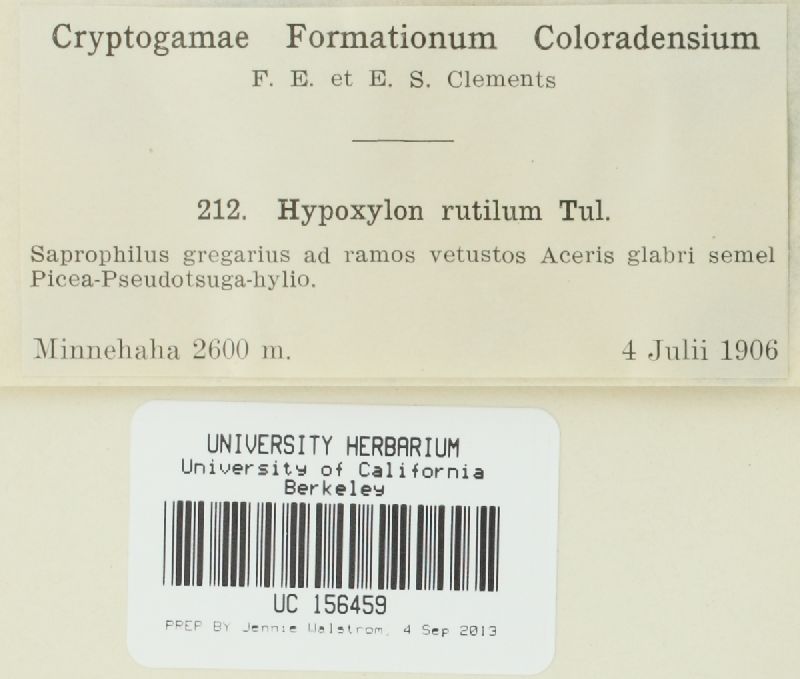 Cryptogamae Formationum Coloradensium
F. E. et E. S. Clements
212. Hypoxylon rutilum Tul.
Saprophilus gregarius ad ramos vetustos Aceris glabri semel
Picea-Pseudotsuga-hylio.
Minnehaha 2600 m. 4 Julii 1906
UNIVERSITY HERBARIUM
University of California
Berkeley
UC 156459
PREP BY Jennie Walstrom, 4 Sep 2013